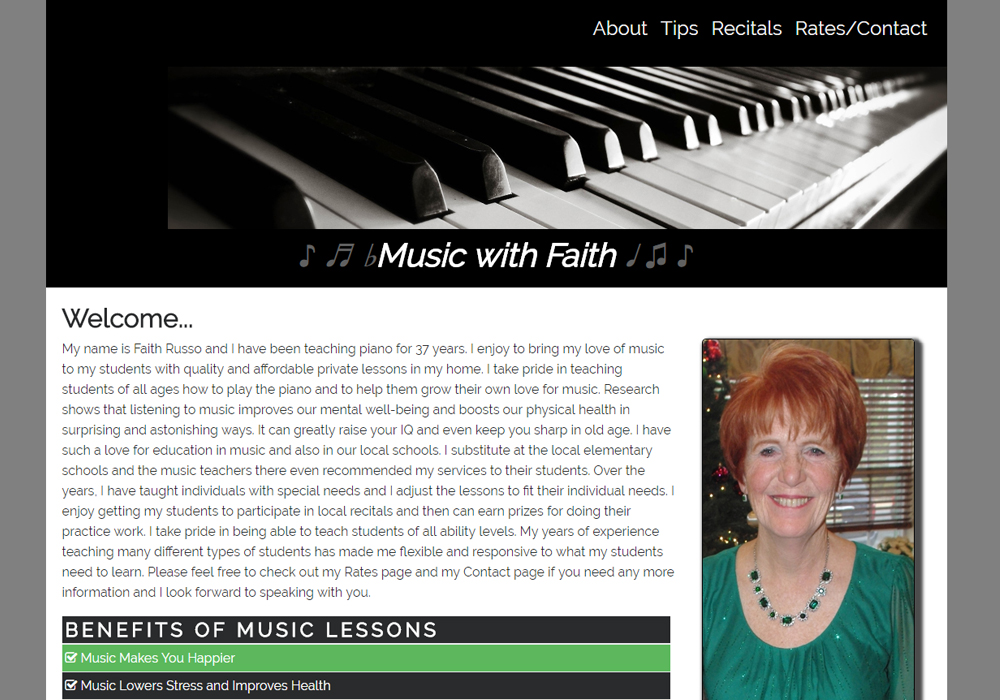 About Tips Recitals Rates/Contact
♪ ♬ ♭Music with Faith ♩ ♫ ♪
Welcome...
My name is Faith Russo and I have been teaching piano for 37 years. I enjoy to bring my love of music
to my students with quality and affordable private lessons in my home. I take pride in teaching
students of all ages how to play the piano and to help them grow their own love for music. Research
shows that listening to music improves our mental well-being and boosts our physical health in
surprising and astonishing ways. It can greatly raise your IQ and even keep you sharp in old age. I have
such a love for education in music and also in our local schools. I substitute at the local elementary
schools and the music teachers there even recommended my services to their students. Over the
years, I have taught individuals with special needs and I adjust the lessons to fit their individual needs. I
enjoy getting my students to participate in local recitals and then can earn prizes for doing their
practice work. I take pride in being able to teach students of all ability levels. My years of experience
teaching many different types of students has made me flexible and responsive to what my students
need to learn. Please feel free to check out my Rates page and my Contact page if you need any more
information and I look forward to speaking with you.
BENEFITS OF MUSIC LESSONS
Music Makes You Happier
Music Lowers Stress and Improves Health